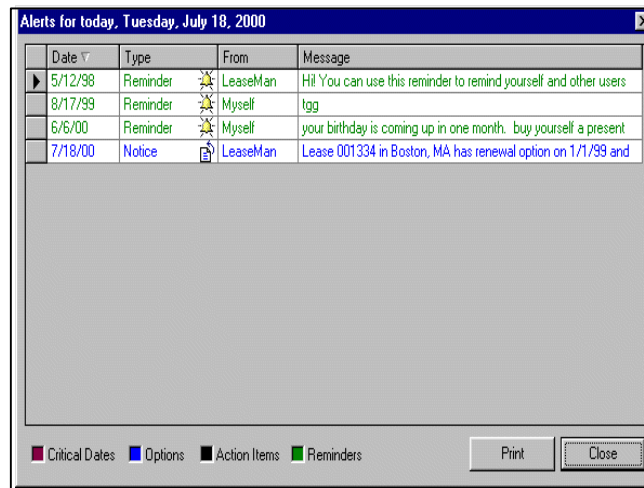 Alerts for today, Tuesday, July 18, 2000
Date Type From Message
5/12/98 Reminder LeaseMan Hi! You can use this reminder to remind yourself and other users
8/17/99 Reminder Myself tgg
6/6/00 Reminder Myself your birthday is coming up in one month. buy yourself a present
7/18/00 Notice LeaseMan Lease 001334 in Boston, MA has renewal option on 1/1/99 and
Critical Dates Options Action Items Reminders Print Close